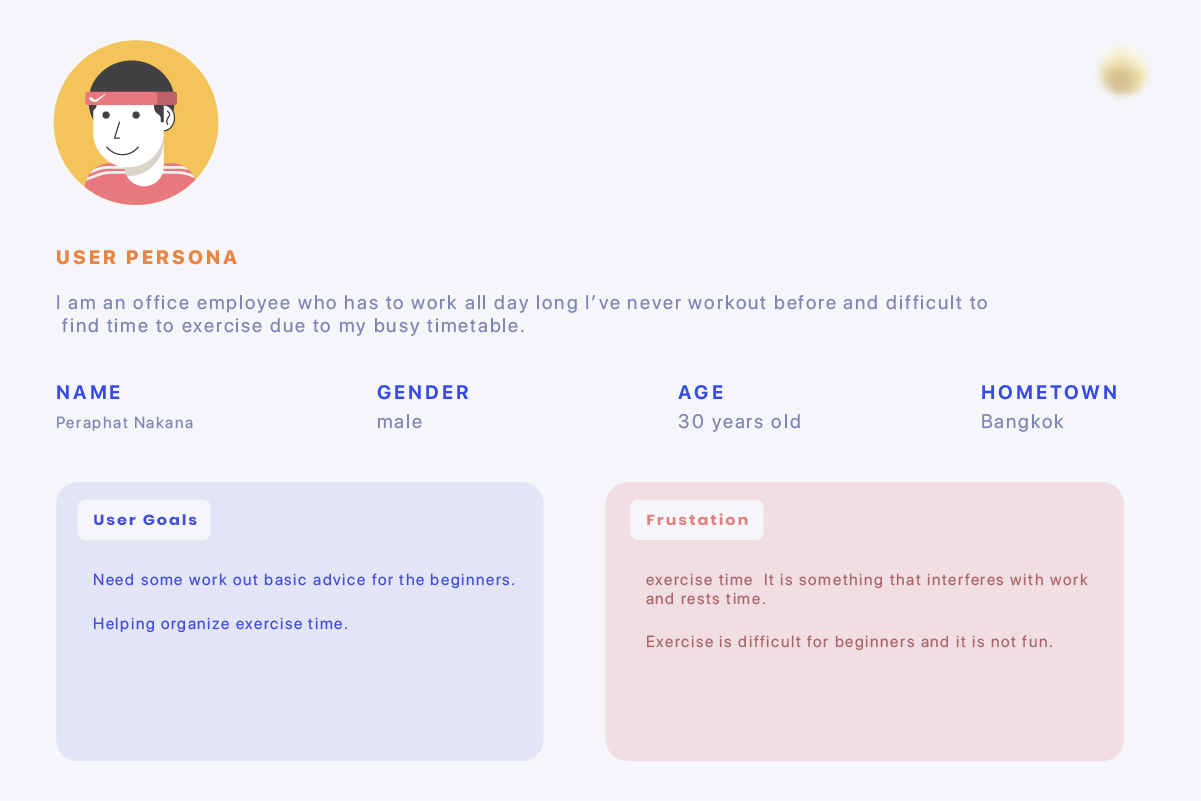 USER PERSONA
I am an office employee who has to work all day long I’ve never workout before and difficult to
find time to exercise due to my busy timetable.
NAME
GENDER
AGE
HOMETOWN
Peraphat Nakana
male
30 years old
Bangkok
User Goals
Need some work out basic advice for the beginners.
Helping organize exercise time.
Frustation
exercise time  It is something that interferes with work
and rests time.
Exercise is difficult for beginners and it is not fun.